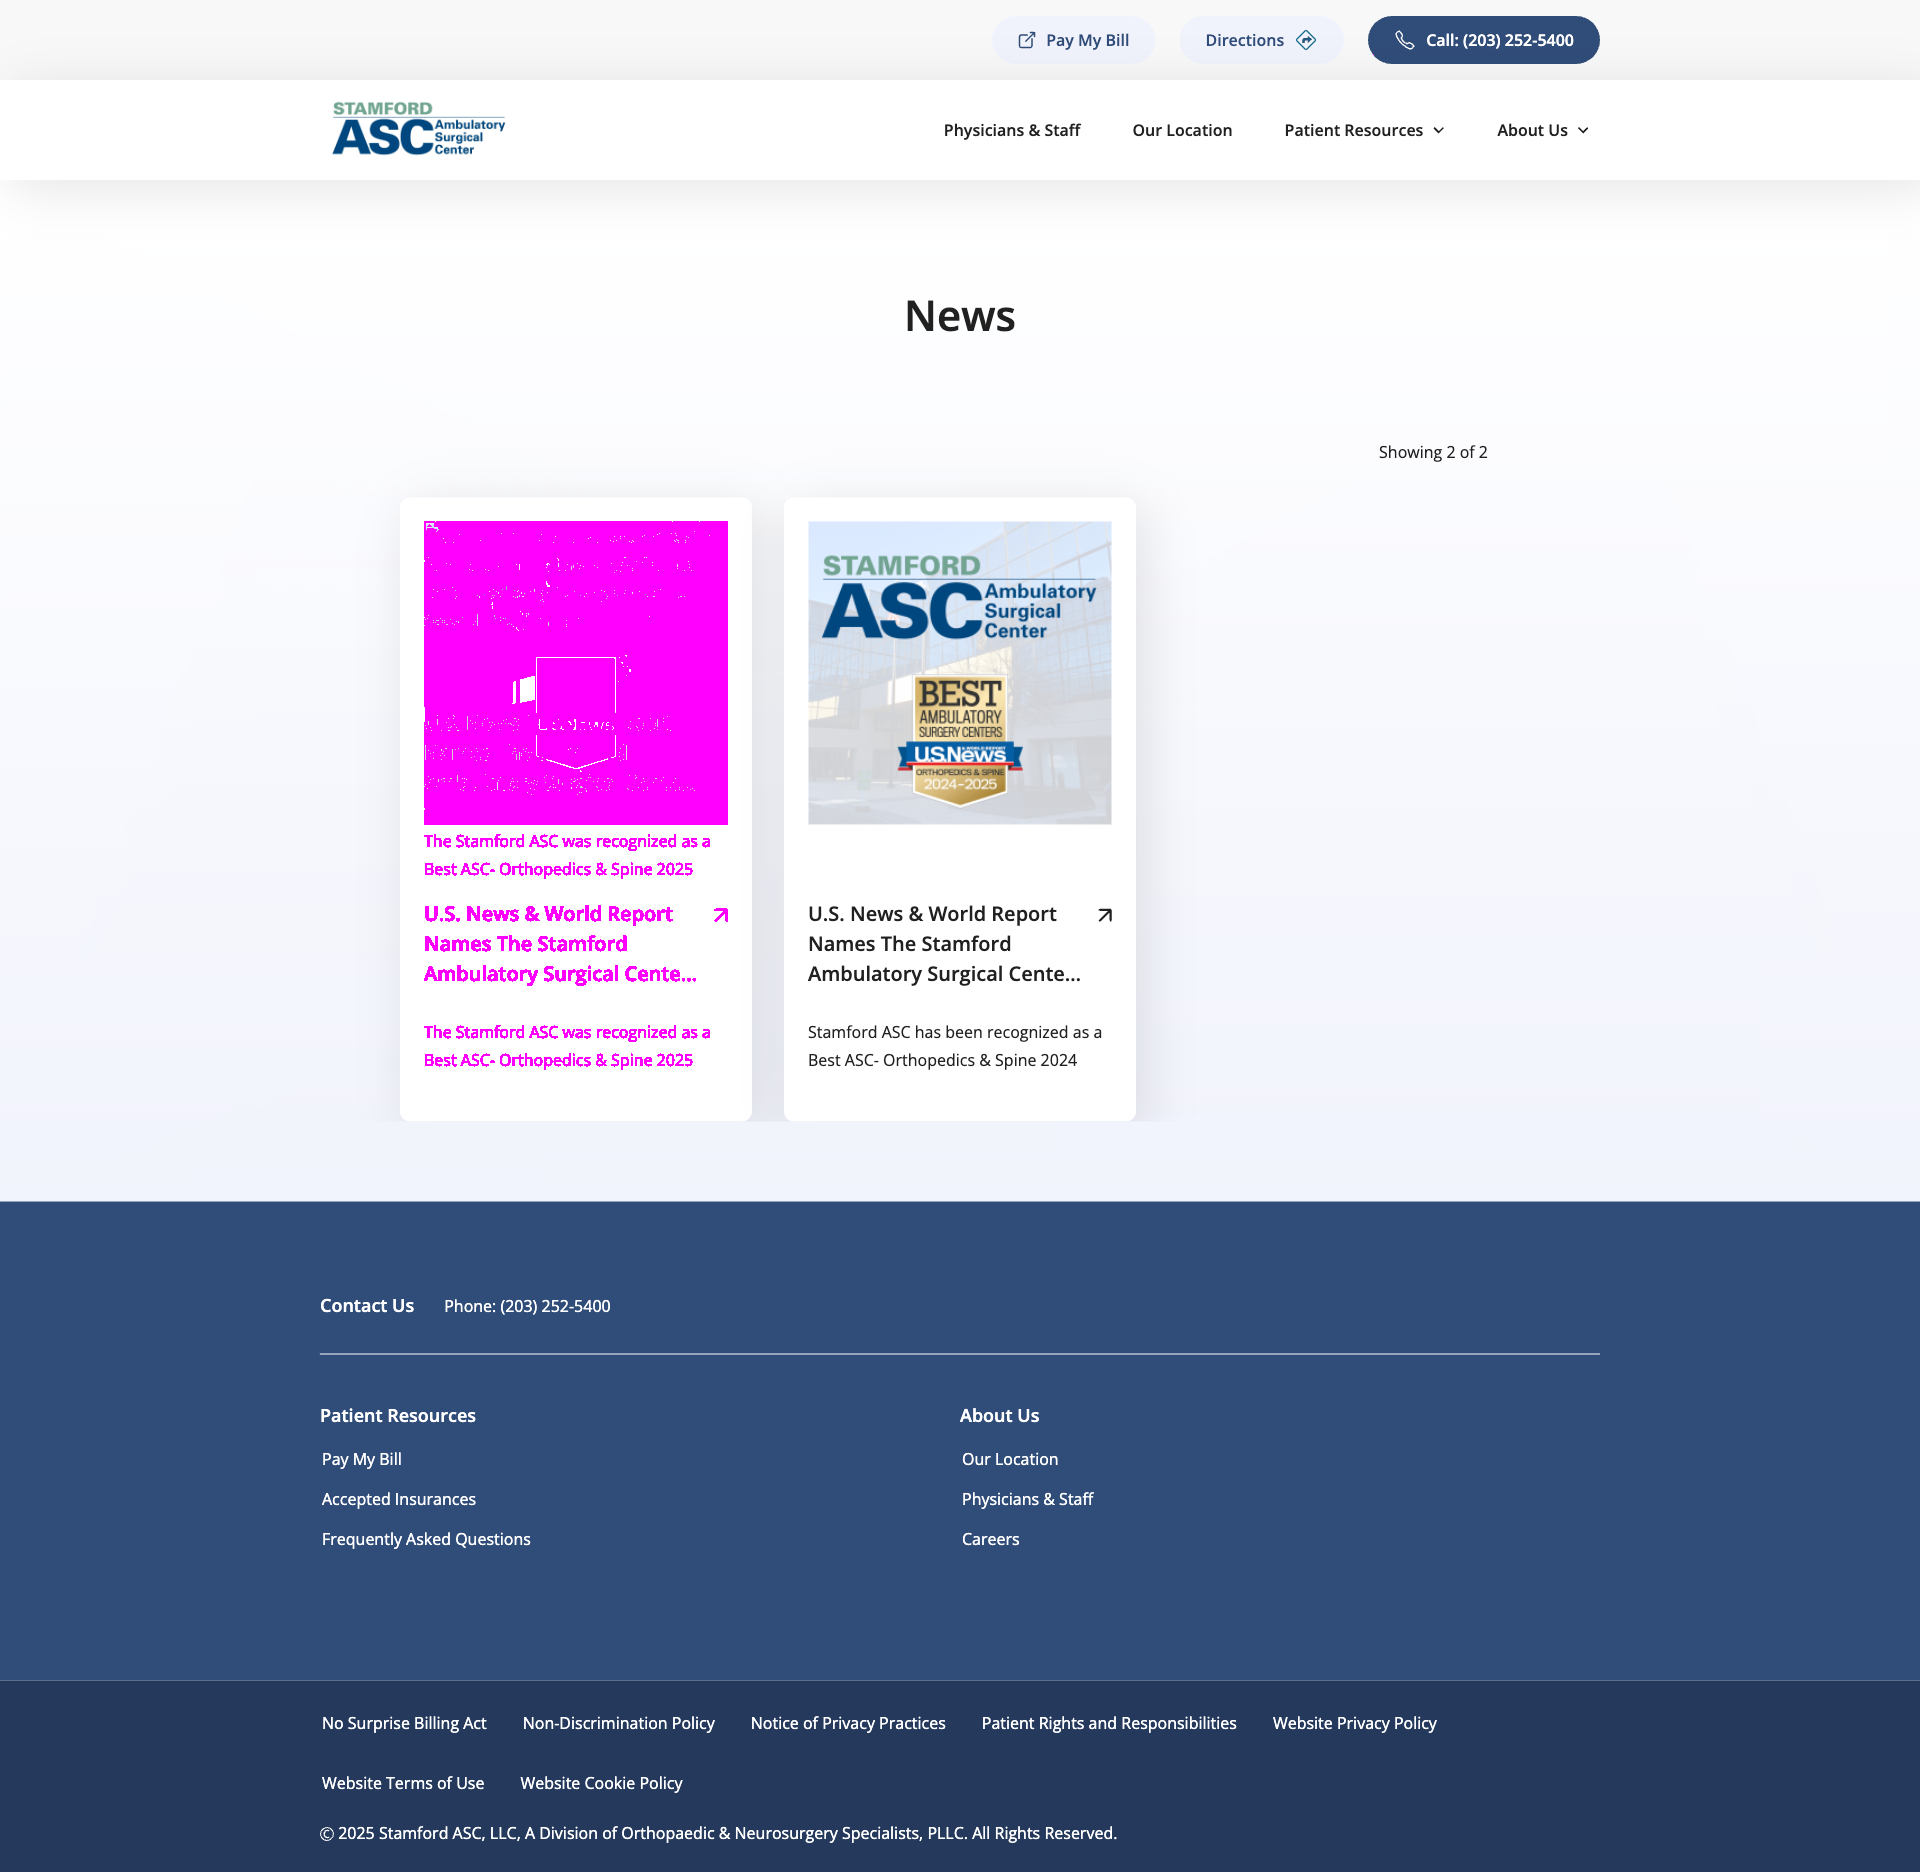 Pay My Bill
Directions
Call: (203) 252-5400
STAMFORD
ASC Ambulatory
Surgical
Center
Physicians & Staff
Our Location
Patient Resources
About Us
News
Showing 2 of 2
STAMFORD
ASC Ambulatory
Surgical
Center
BEST
AMBULATORY
SURGERY CENTERS
U.S.News
& WORLD REPORT
ORTHOPEDICS & SPINE
2024-2025
The Stamford ASC was recognized as a
Best ASC- Orthopedics & Spine 2025
U.S. News & World Report
Names The Stamford
Ambulatory Surgical Cente...
The Stamford ASC was recognized as a
Best ASC- Orthopedics & Spine 2025
U.S. News & World Report
Names The Stamford
Ambulatory Surgical Cente...
Stamford ASC has been recognized as a
Best ASC- Orthopedics & Spine 2024
Contact Us
Phone: (203) 252-5400
Patient Resources
Pay My Bill
Accepted Insurances
Frequently Asked Questions
About Us
Our Location
Physicians & Staff
Careers
No Surprise Billing Act
Non-Discrimination Policy
Notice of Privacy Practices
Patient Rights and Responsibilities
Website Privacy Policy
Website Terms of Use
Website Cookie Policy
© 2025 Stamford ASC, LLC, A Division of Orthopaedic & Neurosurgery Specialists, PLLC. All Rights Reserved.